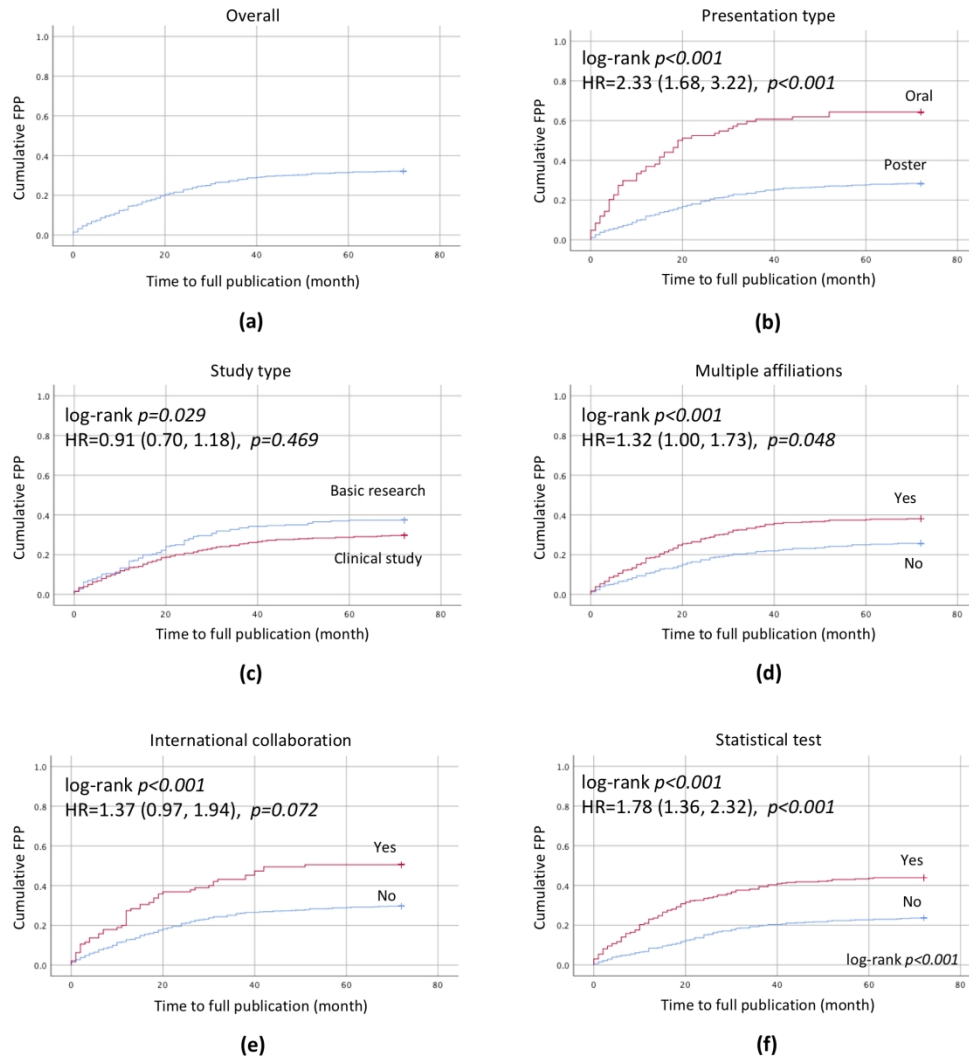 Overall
1.0
0.8
0.6
0.4
0.2
0.0
Cumulative FPP
0 20 40 60 80
Time to full publication (month)
(a)
Presentation type
log-rank p<0.001
HR=2.33 (1.68, 3.22), p<0.001
Oral
Poster
1.0
0.8
0.6
0.4
0.2
0.0
Cumulative FPP
0 20 40 60 80
Time to full publication (month)
(b)
Study type
log-rank p=0.029
HR=0.91 (0.70, 1.18), p=0.469
Basic research
Clinical study
1.0
0.8
0.6
0.4
0.2
0.0
Cumulative FPP
0 20 40 60 80
Time to full publication (month)
(c)
Multiple affiliations
log-rank p<0.001
HR=1.32 (1.00, 1.73), p=0.048
Yes
No
1.0
0.8
0.6
0.4
0.2
0.0
Cumulative FPP
0 20 40 60 80
Time to full publication (month)
(d)
International collaboration
log-rank p<0.001
HR=1.37 (0.97, 1.94), p=0.072
Yes
No
1.0
0.8
0.6
0.4
0.2
0.0
Cumulative FPP
0 20 40 60 80
Time to full publication (month)
(e)
Statistical test
log-rank p<0.001
HR=1.78 (1.36, 2.32), p<0.001
Yes
No
log-rank p<0.001
1.0
0.8
0.6
0.4
0.2
0.0
Cumulative FPP
0 20 40 60 80
Time to full publication (month)
(f)